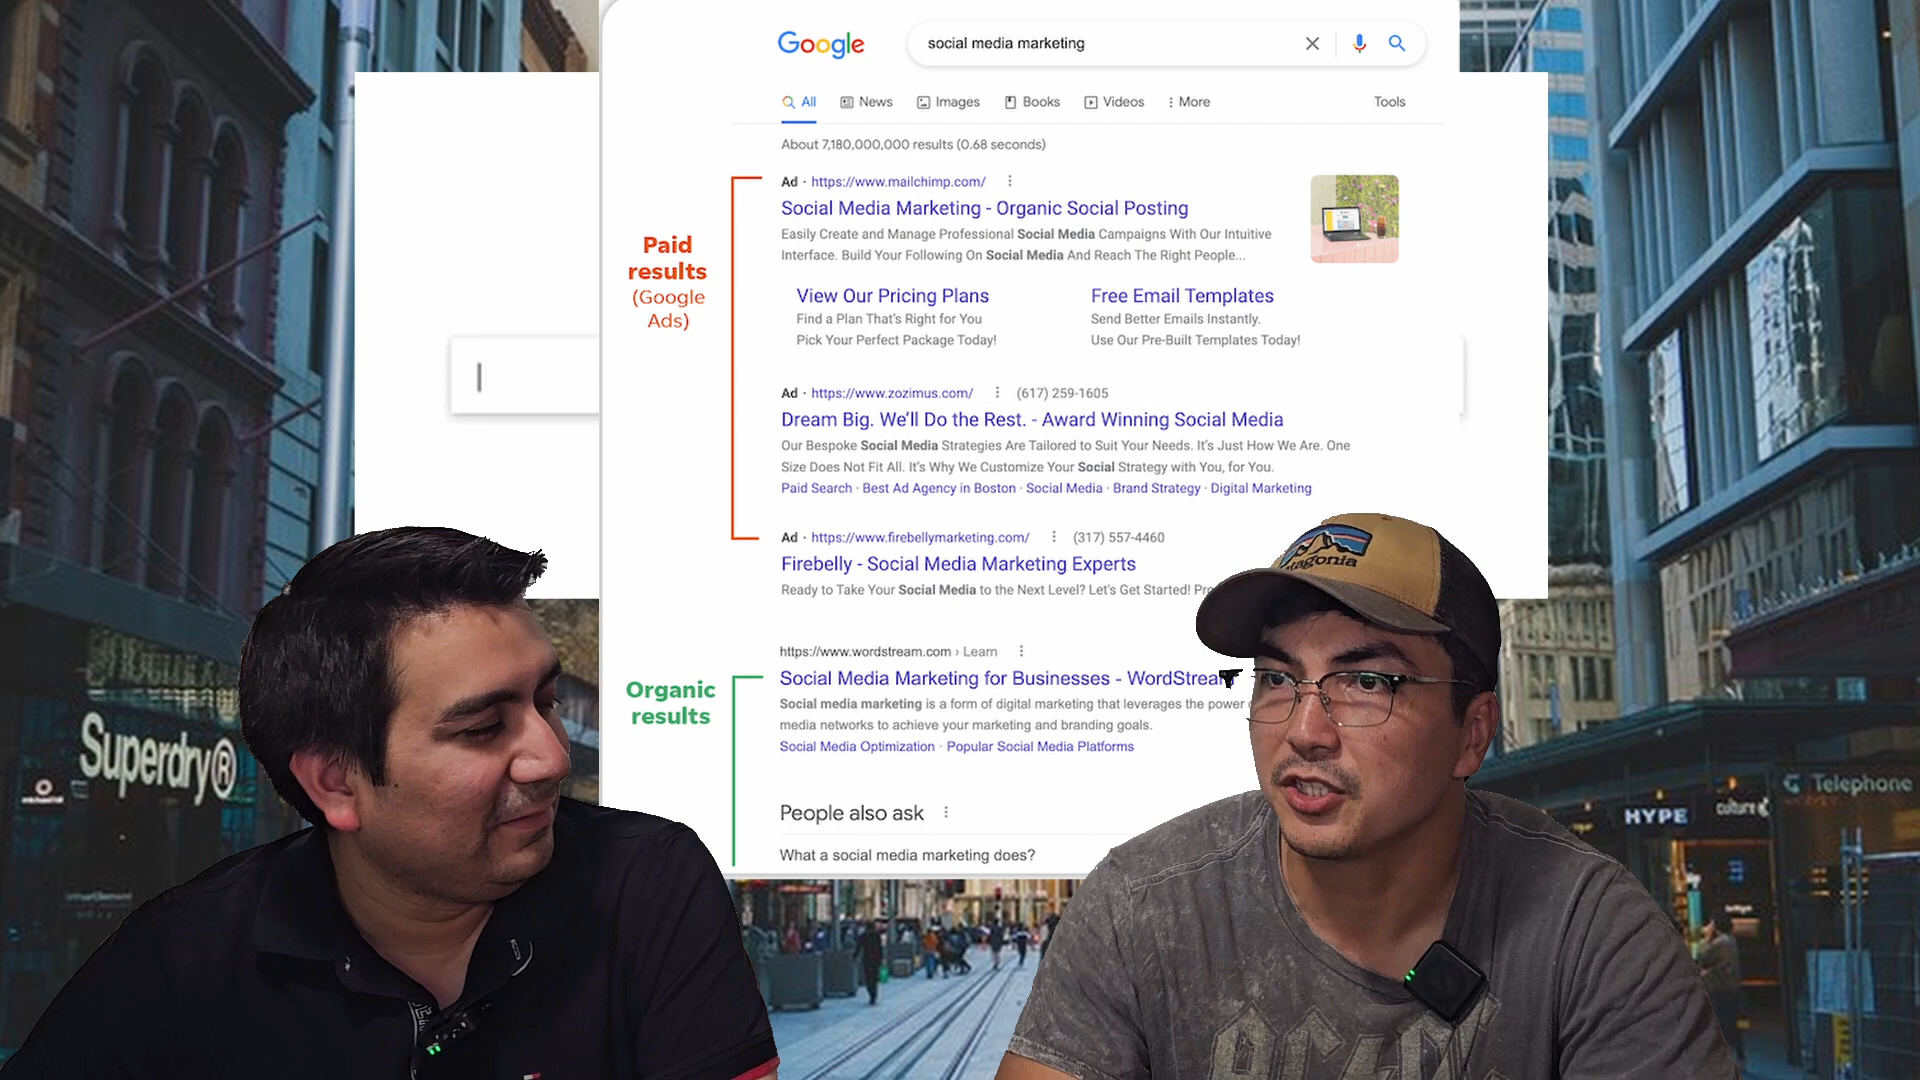 Google
social media marketing
All
News
Images
Books
Videos
More
Tools
About 7,180,000,000 results (0.68 seconds)
Paid
results
(Google
Ads)
Ad · https://www.mailchimp.com/
Social Media Marketing - Organic Social Posting
Easily Create and Manage Professional Social Media Campaigns With Our Intuitive
Interface. Build Your Following On Social Media And Reach The Right People...
View Our Pricing Plans
Find a Plan That's Right for You
Pick Your Perfect Package Today!
Free Email Templates
Send Better Emails Instantly.
Use Our Pre-Built Templates Today!
Ad · https://www.zozimus.com/ (617) 259-1605
Dream Big. We'll Do the Rest. - Award Winning Social Media
Our Bespoke Social Media Strategies Are Tailored to Suit Your Needs. It's Just How We Are. One
Size Does Not Fit All. It's Why We Customize Your Social Strategy with You, for You.
Paid Search · Best Ad Agency in Boston · Social Media · Brand Strategy · Digital Marketing
Ad · https://www.firebellymarketing.com/ (317) 557-4460
Firebelly - Social Media Marketing Experts
Ready to Take Your Social Media to the Next Level? Let's Get Started!
Organic
results
https://www.wordstream.com › Learn
Social Media Marketing for Businesses - WordStream
Social media marketing is a form of digital marketing that leverages the power
media networks to achieve your marketing and branding goals.
Social Media Optimization · Popular Social Media Platforms
People also ask
What a social media marketing does?
patagonia
Superdry®
HYPE
culture
Telephone